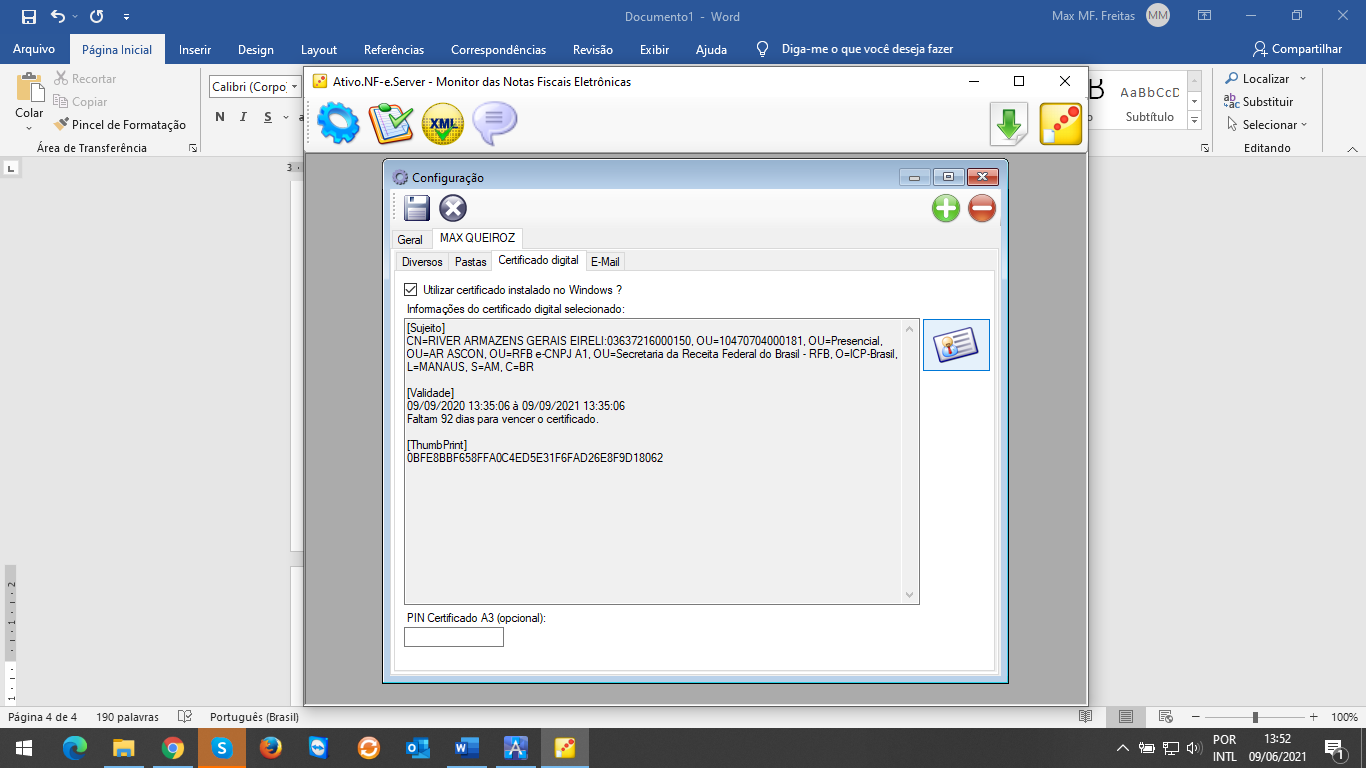 Documento1 - Word
Max MF. Freitas
MM
Arquivo
Página Inicial
Inserir
Design
Layout
Referências
Correspondências
Revisão
Exibir
Ajuda
Diga-me o que você deseja fazer
Compartilhar
Colar
Recortar
Copiar
Pincel de Formatação
Área de Transferência
Calibri (Corpo)
N I S
AaBbCcD
Subtítulo
Localizar
Substituir
Selecionar
Editando
Ativo.NF-e.Server - Monitor das Notas Fiscais Eletrônicas
XML
Configuração
Geral
MAX QUEIROZ
Diversos
Pastas
Certificado digital
E-Mail
Utilizar certificado instalado no Windows ?
Informações do certificado digital selecionado:
[Sujeito]
CN=RIVER ARMAZENS GERAIS EIRELI:03637216000150, OU=10470704000181, OU=Presencial,
OU=AR ASCON, OU=RFB e-CNPJ A1, OU=Secretaria da Receita Federal do Brasil - RFB, O=ICP-Brasil,
L=MANAUS, S=AM, C=BR
[Validade]
09/09/2020 13:35:06 à 09/09/2021 13:35:06
Faltam 92 dias para vencer o certificado.
[ThumbPrint]
0BFE8BBF658FFA0C4ED5E31F6FAD26E8F9D18062
PIN Certificado A3 (opcional):
3
2
1
1
Página 4 de 4
190 palavras
Português (Brasil)
100%
POR
INTL
13:52
09/06/2021
1